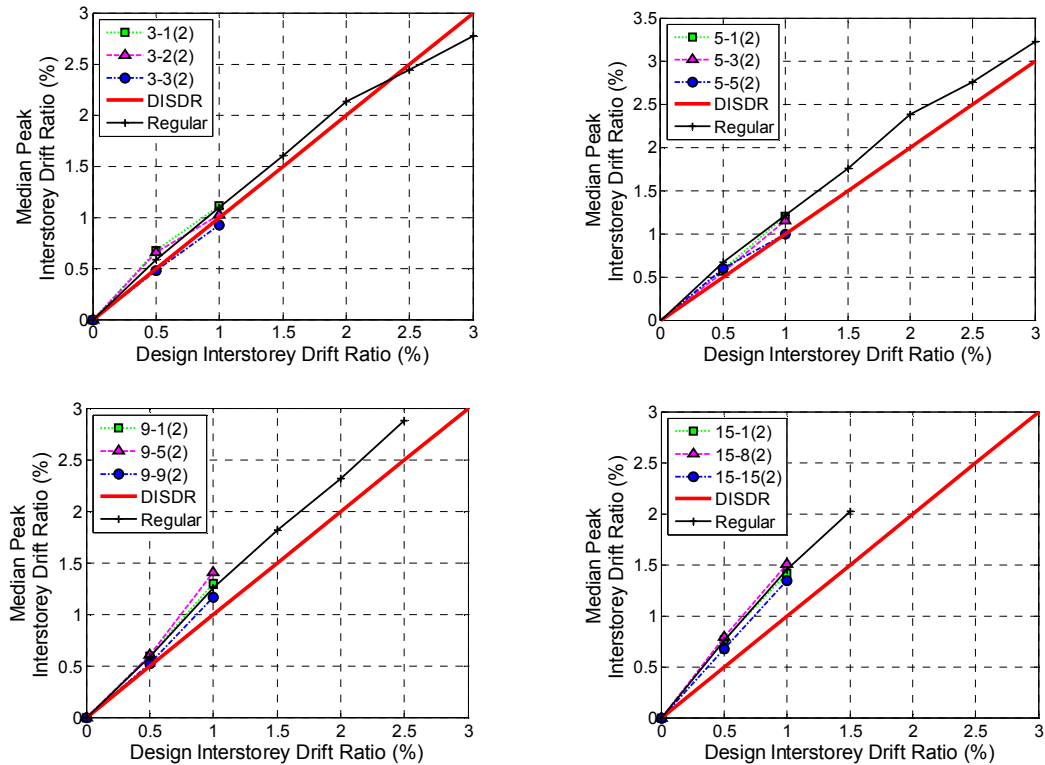 3
2.5
2
1.5
1
0.5
0
0 0.5 1 1.5 2 2.5 3
Median Peak
Interstorey Drift Ratio (%)
Design Interstorey Drift Ratio (%)
3-1(2)
3-2(2)
3-3(2)
DISDR
Regular
3.5
3
2.5
2
1.5
1
0.5
0
0 0.5 1 1.5 2 2.5 3
Median Peak
Interstorey Drift Ratio (%)
Design Interstorey Drift Ratio (%)
5-1(2)
5-3(2)
5-5(2)
DISDR
Regular
3
2.5
2
1.5
1
0.5
0
0 0.5 1 1.5 2 2.5 3
Median Peak
Interstorey Drift Ratio (%)
Design Interstorey Drift Ratio (%)
9-1(2)
9-5(2)
9-9(2)
DISDR
Regular
3
2.5
2
1.5
1
0.5
0
0 0.5 1 1.5 2 2.5 3
Median Peak
Interstorey Drift Ratio (%)
Design Interstorey Drift Ratio (%)
15-1(2)
15-8(2)
15-15(2)
DISDR
Regular